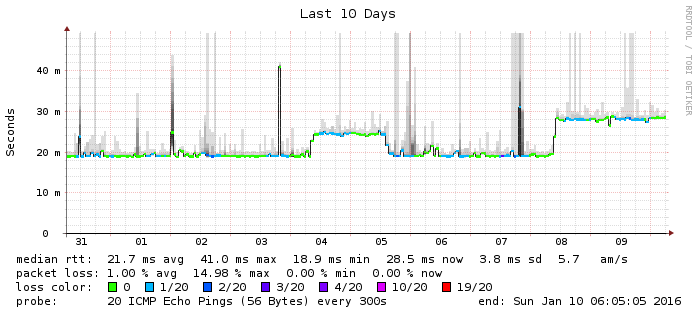 Last 10 Days
RRDTOOL / TOBI OETIKER
Seconds
40 m
30 m
20 m
10 m
0
31 01 02 03 04 05 06 07 08 09
median rtt: 21.7 ms avg 41.0 ms max 18.9 ms min 28.5 ms now 3.8 ms sd 5.7 am/s
packet loss: 1.00 % avg 14.98 % max 0.00 % min 0.00 % now
loss color: 0 1/20 2/20 3/20 4/20 10/20 19/20
probe: 20 ICMP Echo Pings (56 Bytes) every 300s end: Sun Jan 10 06:05:05 2016